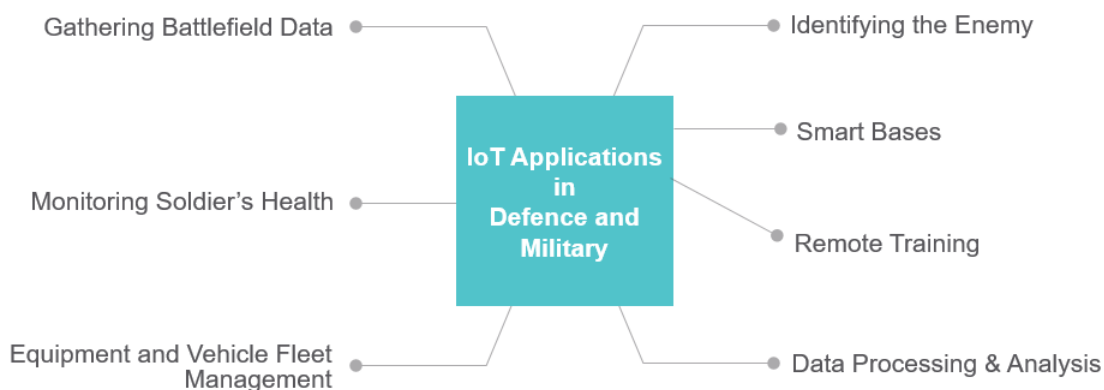 Gathering Battlefield Data
Identifying the Enemy
IoT Applications
in
Defence and
Military
Smart Bases
Monitoring Soldier’s Health
Remote Training
Equipment and Vehicle Fleet
Management
Data Processing & Analysis